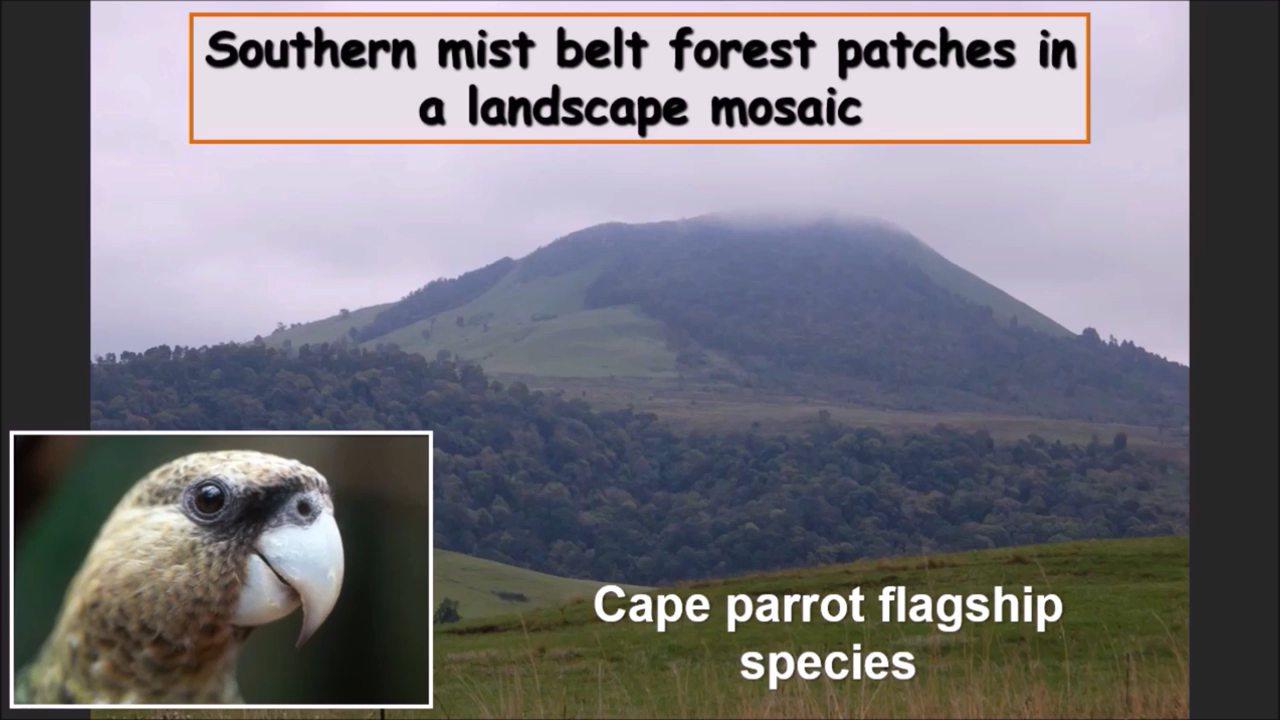 Southern mist belt forest patches in
a landscape mosaic
Cape parrot flagship
species